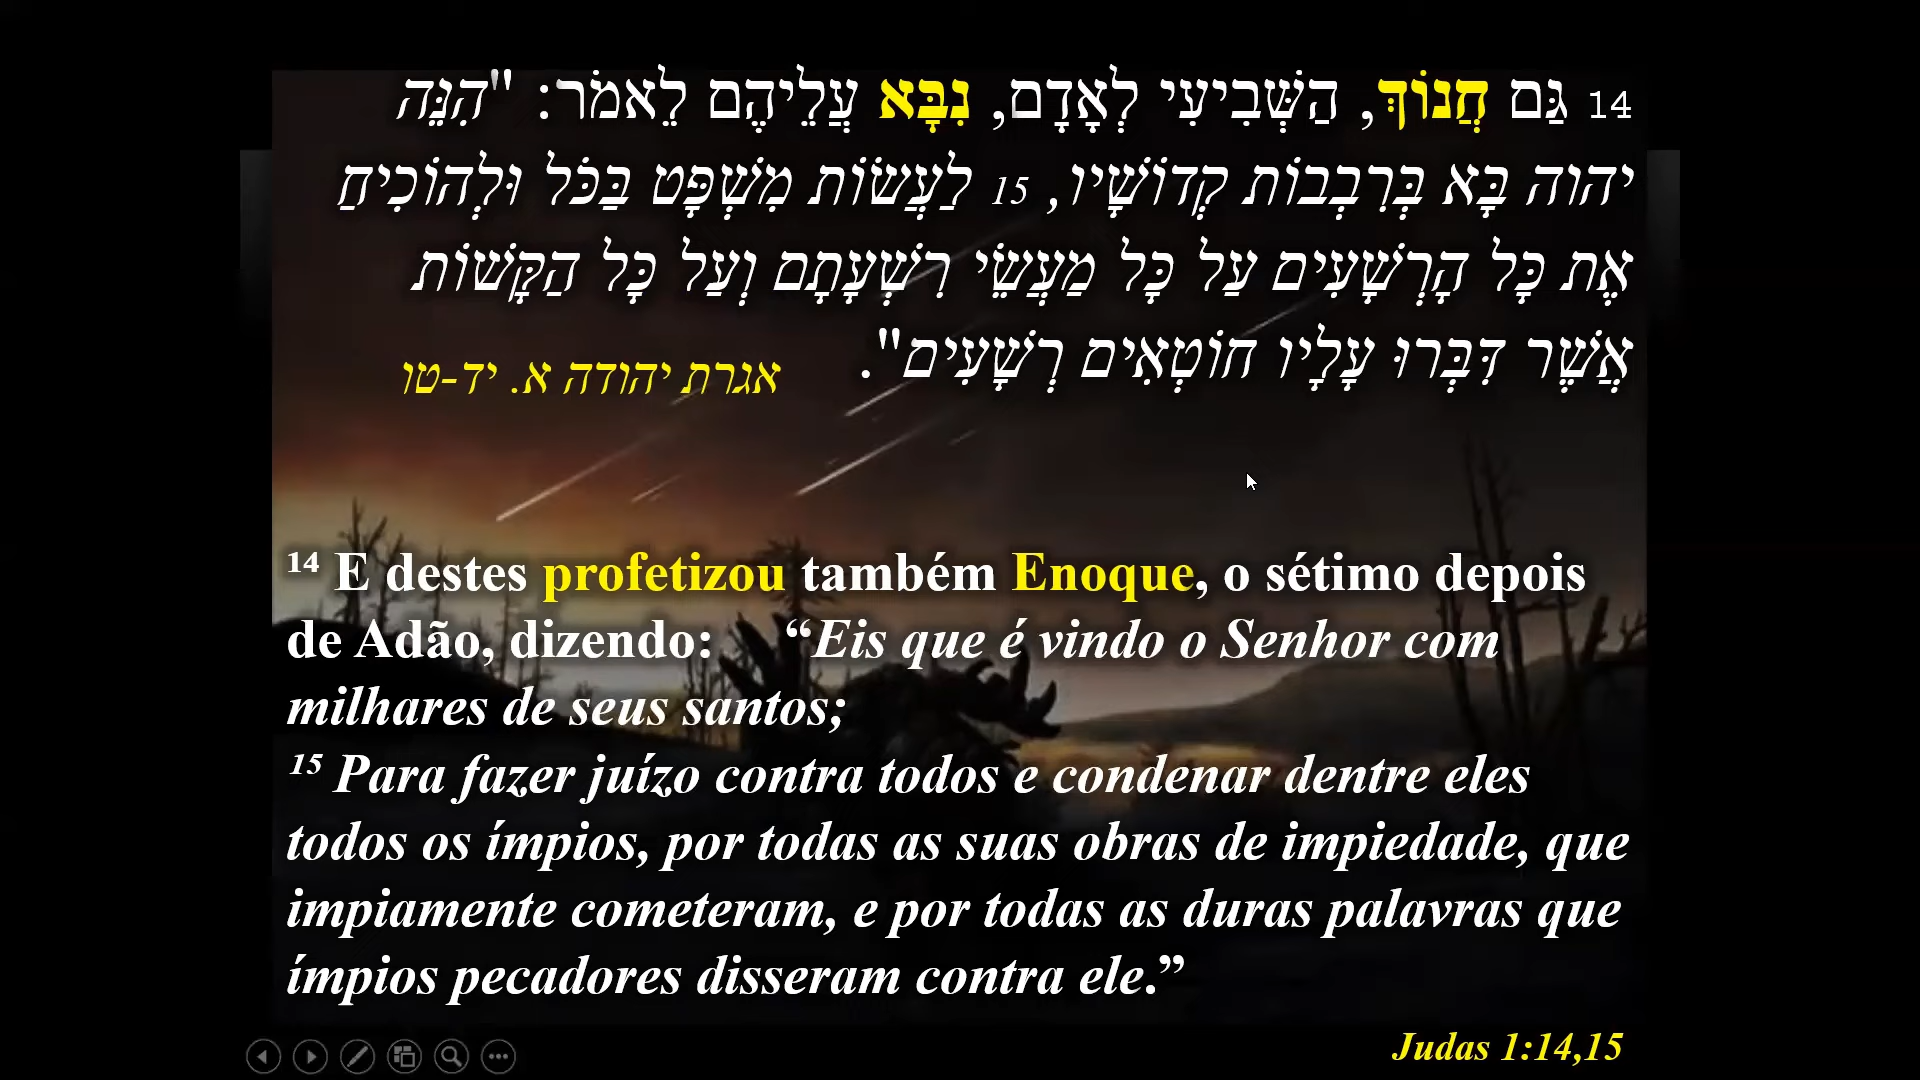 14 גַּם חֲנוֹךְ, הַשְּׁבִיעִי לְאָדָם, נִבָּא עֲלֵיהֶם לֵאמֹר: "הִנֵּה
יהוה בָּא בְּרִבְבוֹת קְדוֹשָׁיו, 15 לַעֲשׂוֹת מִשְׁפָּט בַּכֹּל וּלְהוֹכִיחַ
אֶת כָּל הָרְשָׁעִים עַל כָּל מַעֲשֵׂי רִשְׁעָתָם וְעַל כָּל הַקָּשׁוֹת
אֲשֶׁר דִּבְּרוּ עָלָיו חוֹטְאִים רְשָׁעִים".
אגרת יהודה א. יד-טו
¹⁴ E destes profetizou também Enoque, o sétimo depois
de Adão, dizendo: “Eis que é vindo o Senhor com
milhares de seus santos;
¹⁵ Para fazer juízo contra todos e condenar dentre eles
todos os ímpios, por todas as suas obras de impiedade, que
impiamente cometeram, e por todas as duras palavras que
ímpios pecadores disseram contra ele.”
Judas 1:14,15